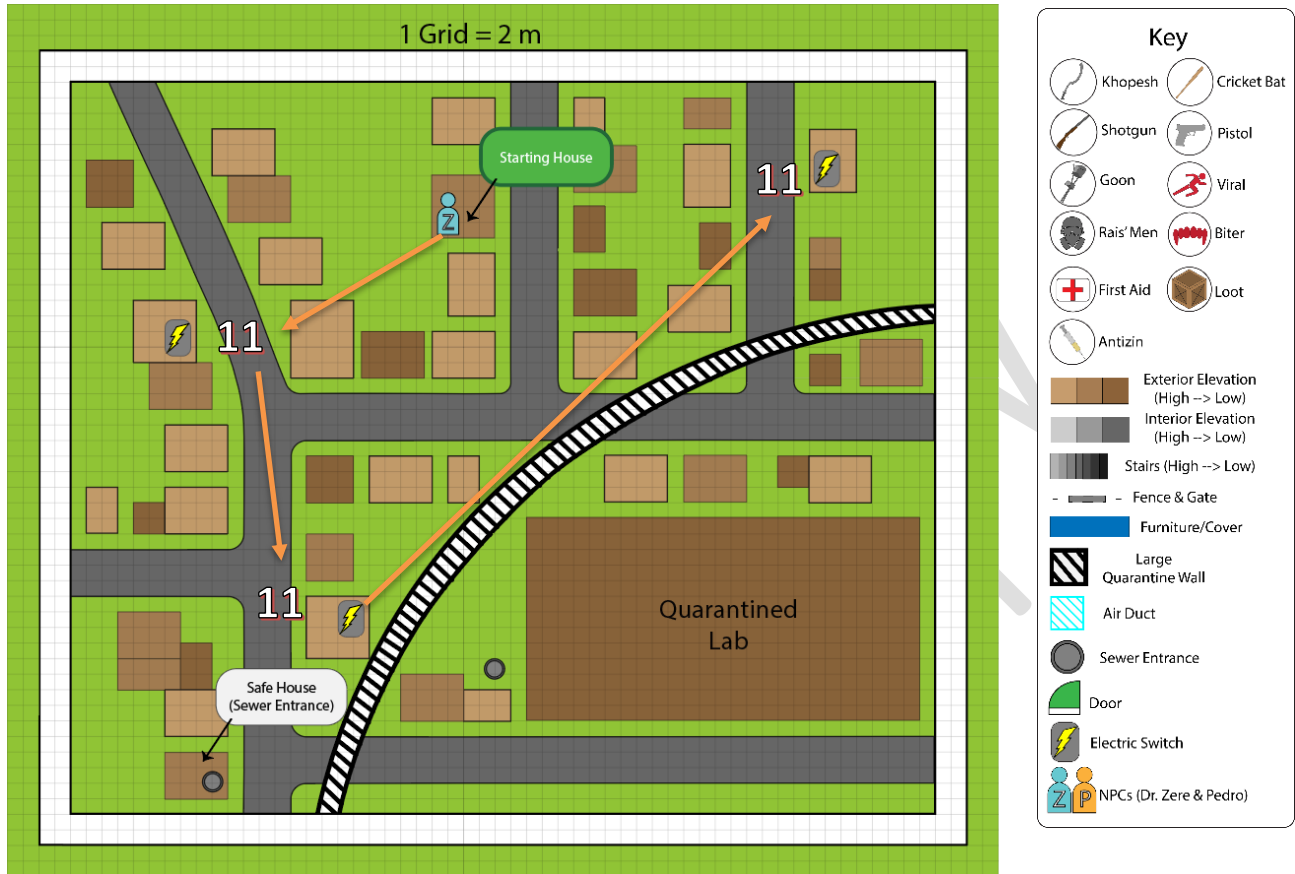 1 Grid = 2 m
Starting House
11
11
11
Z
Quarantined
Lab
Safe House
(Sewer Entrance)
Key
Khopesh
Cricket Bat
Shotgun
Pistol
Goon
Viral
Rais' Men
Biter
First Aid
Loot
Antizin
Exterior Elevation
(High --> Low)
Interior Elevation
(High --> Low)
Stairs (High --> Low)
Fence & Gate
Furniture/Cover
Large
Quarantine Wall
Air Duct
Sewer Entrance
Door
Electric Switch
Z P
NPCs (Dr. Zere & Pedro)